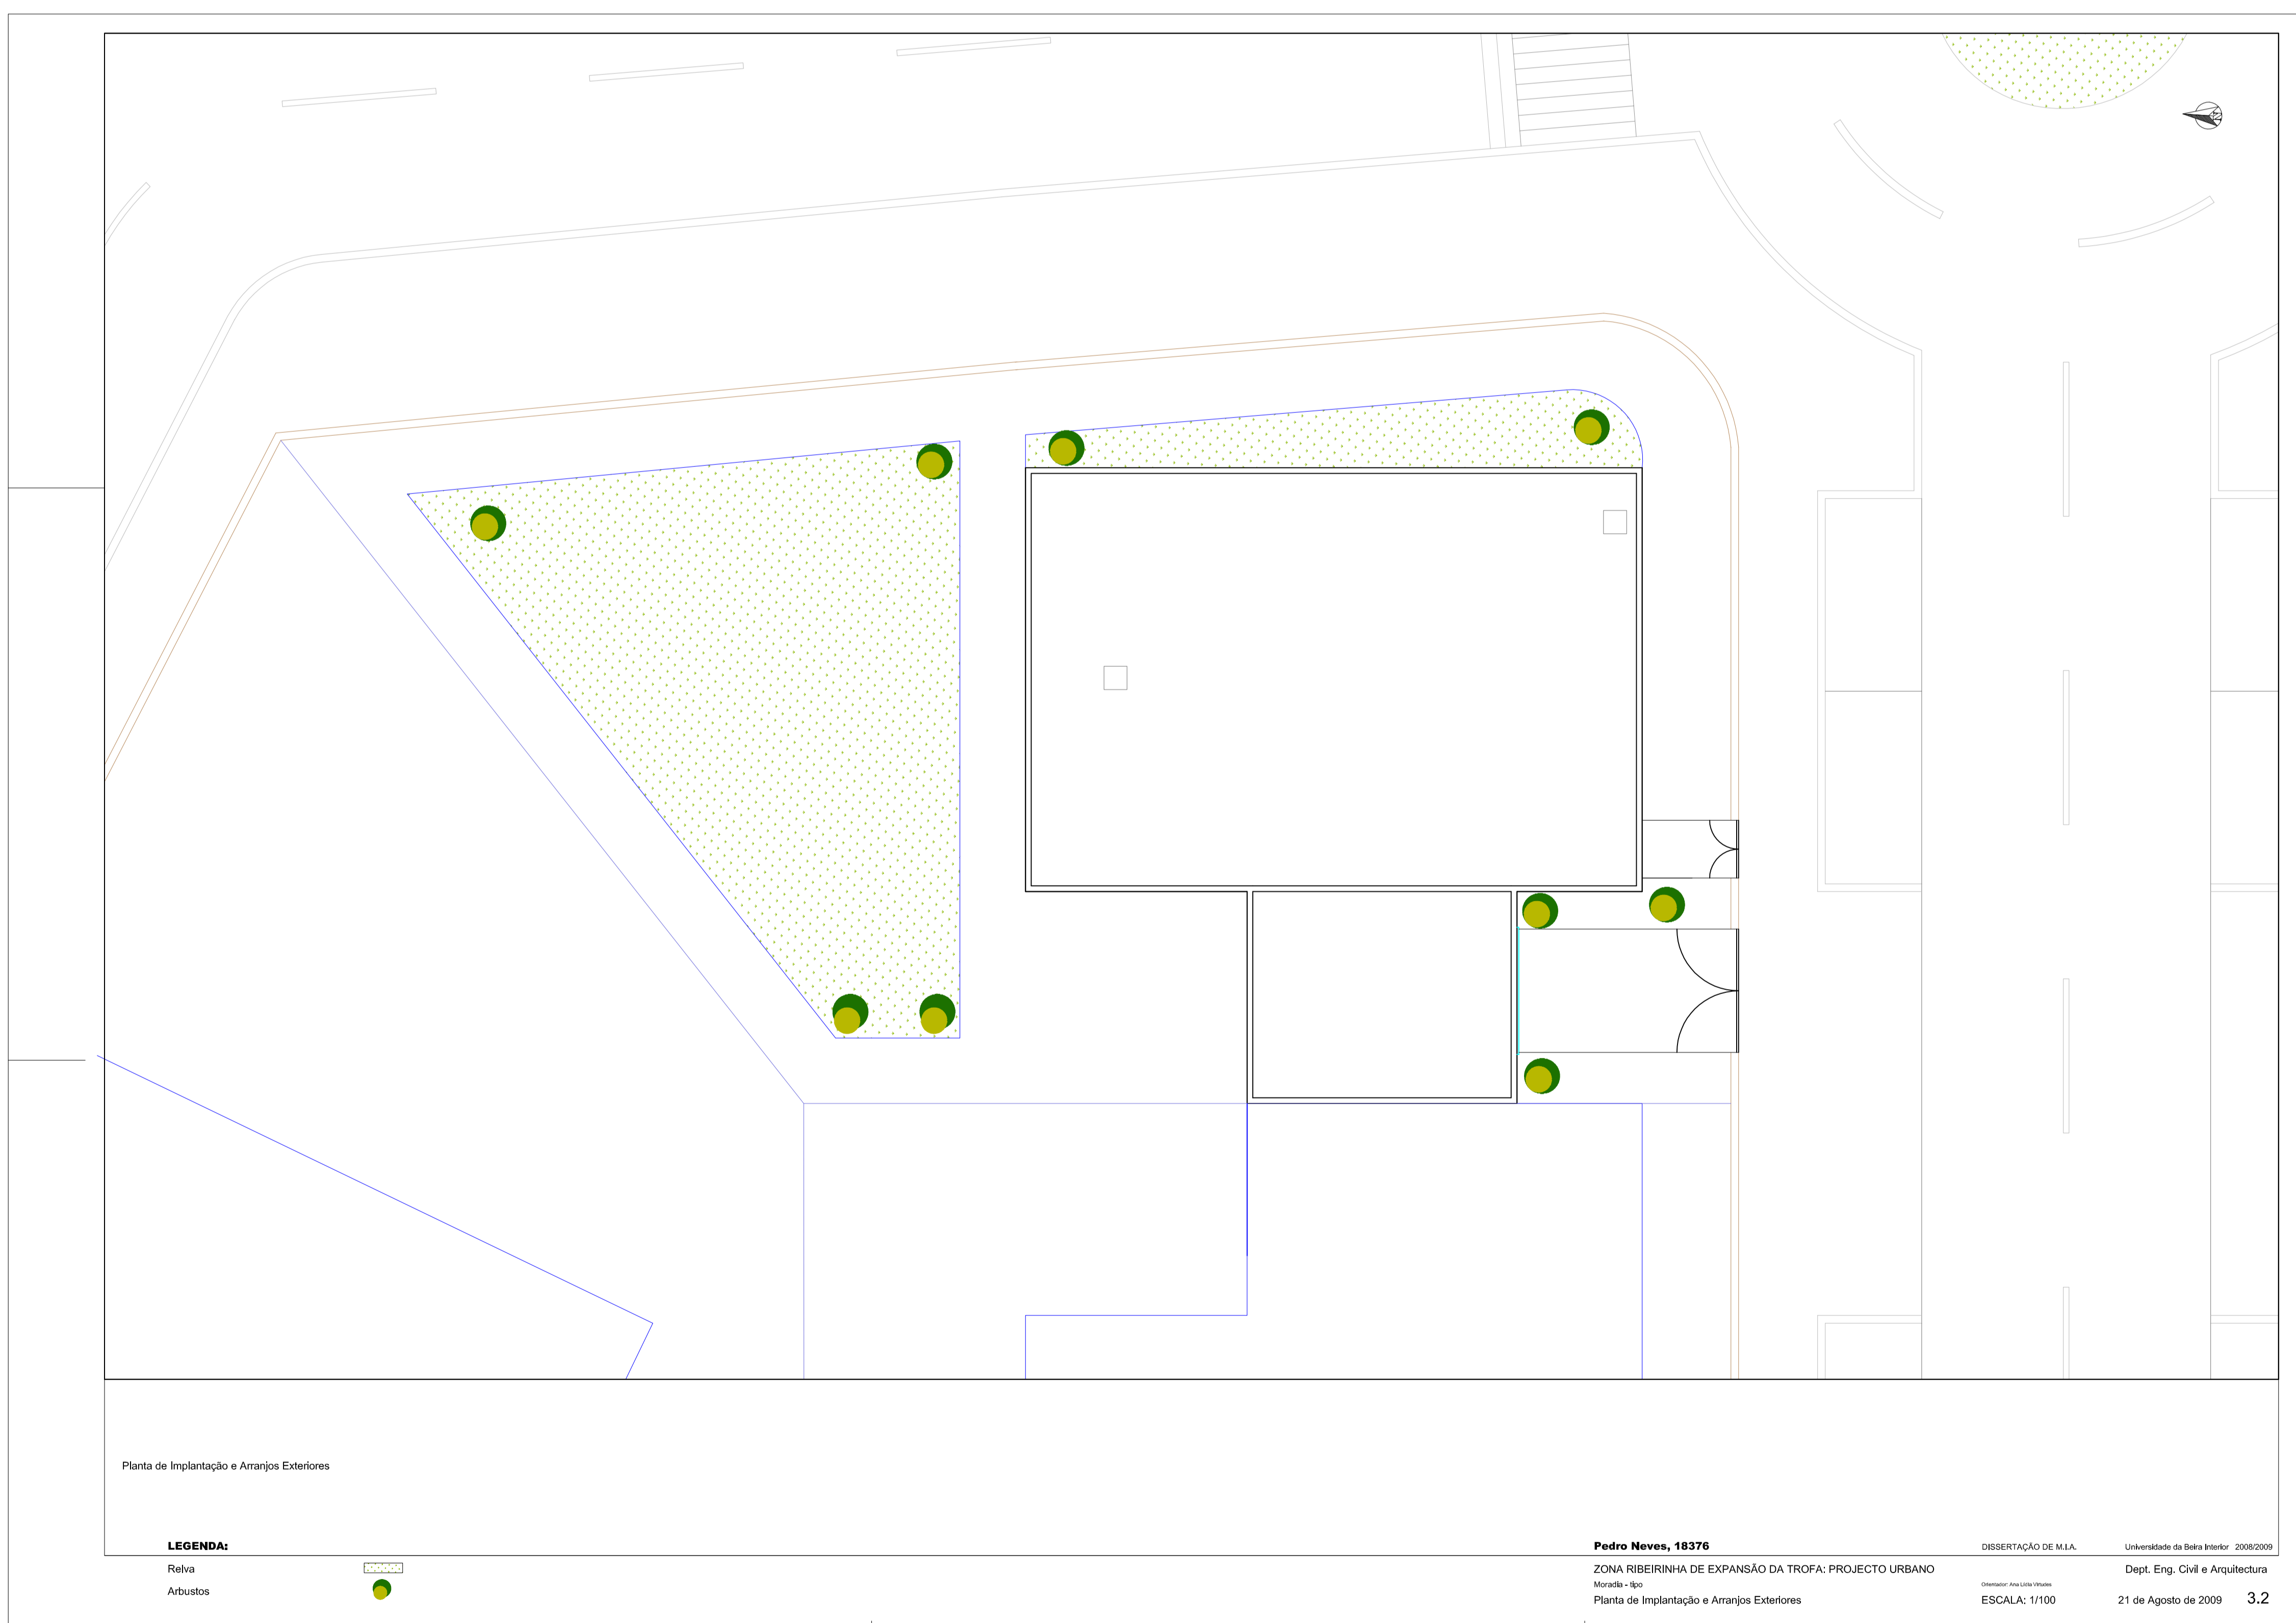 N
Planta de Implantação e Arranjos Exteriores
LEGENDA:
Relva
Arbustos
Pedro Neves, 18376
DISSERTAÇÃO DE M.I.A.
Universidade da Beira Interior 2008/2009
ZONA RIBEIRINHA DE EXPANSÃO DA TROFA: PROJECTO URBANO
Dept. Eng. Civil e Arquitectura
Moradia - tipo
Orientador: Ana Lídia Virtudes
Planta de Implantação e Arranjos Exteriores
ESCALA: 1/100
21 de Agosto de 2009
3.2